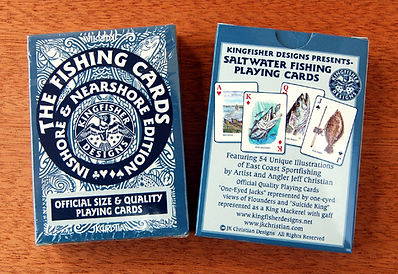 THE FISHING CARDS
INSHORE & NEARSHORE EDITION
KINGFISHER
DESIGNS
OFFICIAL SIZE & QUALITY
PLAYING CARDS
JKCHRISTIAN
KINGFISHER DESIGNS PRESENTS-
SALTWATER FISHING
PLAYING CARDS
KINGFISHER
DESIGNS
A
K
Q
J
Featuring 54 Unique Illustrations
of East Coast Sportfishing
by Artist and Angler Jeff Christian
Official Quality Playing Cards
"One-Eyed Jacks" represented by one-eyed
views of Flounders and "Suicide King"
represented as King Mackerel with gaff
www.kingfisherdesigns.net
www.jkchristian.com
© JK Christian Designs All Rights Reserved